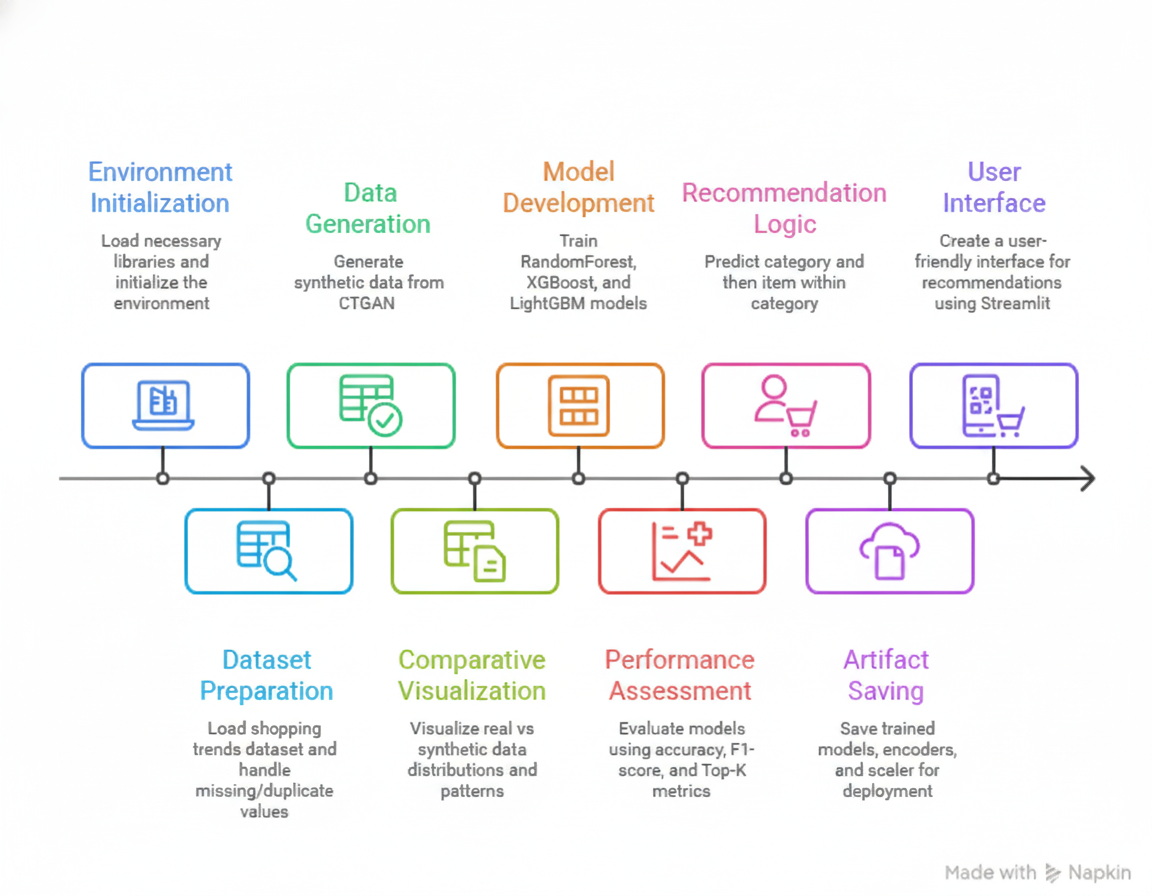 Environment
Initialization
Load necessary
libraries and
initialize the
environment
Data
Generation
Generate
synthetic data from
CTGAN
Model
Development
Train
RandomForest,
XGBoost, and
LightGBM models
Recommendation
Logic
Predict category and
then item within
category
User
Interface
Create a user-
friendly interface for
recommendations
using Streamlit
Dataset
Preparation
Load shopping
trends dataset and
handle
missing/duplicate
values
Comparative
Visualization
Visualize real vs
synthetic data
distributions and
patterns
Performance
Assessment
Evaluate models
using accuracy, F1-
score, and Top-K
metrics
Artifact
Saving
Save trained
models, encoders,
and scaler for
deployment
Made with Napkin